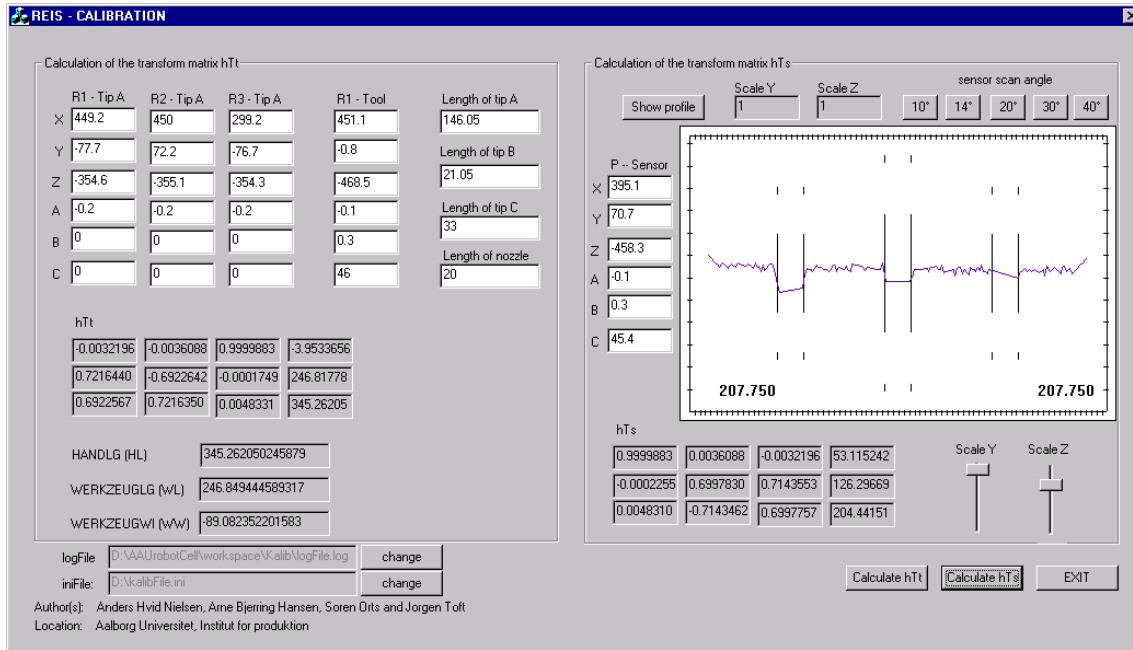 REIS - CALIBRATION
Calculation of the transform matrix hTt
R1 - Tip A R2 - Tip A R3 - Tip A R1 - Tool Length of tip A
X 449.2 450 299.2 451.1 146.05
Y -77.7 72.2 -76.7 -0.8 Length of tip B
Z -354.6 -355.1 -354.3 -468.5 21.05
A -0.2 -0.2 -0.2 -0.1 Length of tip C
B 0 0 0 0.3 33
Length of nozzle
C 0 0 0 46 20
hTt
-0.0032196 -0.0036088 0.9999883 -3.9533656
0.7216440 -0.6922642 -0.0001749 246.81778
0.6922567 0.7216350 0.0048331 345.26205
HANDLG (HL) 345.262050245879
WERKZEUGLG (WL) 246.849444589317
WERKZEUGWI (WW) -89.082352201583
logFile D:\AAUrobotCell\workspace\Kalib\logFile.log change
iniFile: D:\kalibFile.ini change
Author(s): Anders Hvid Nielsen, Arne Bjerring Hansen, Soren Orts and Jorgen Toft
Location: Aalborg Universitet, Institut for produktion
Calculation of the transform matrix hTs
Show profile Scale Y 1 Scale Z 1
sensor scan angle
10° 14° 20° 30° 40°
P -- Sensor
X 395.1
Y 70.7
Z -458.3
A -0.1
B 0.3
C 45.4
207.750 207.750
hTs
0.9999883 0.0036088 -0.0032196 53.115242
-0.0002255 0.6997830 0.7143553 126.29669
0.0048310 -0.7143462 0.6997757 204.44151
Scale Y Scale Z
Calculate hTt Calculate hTs EXIT